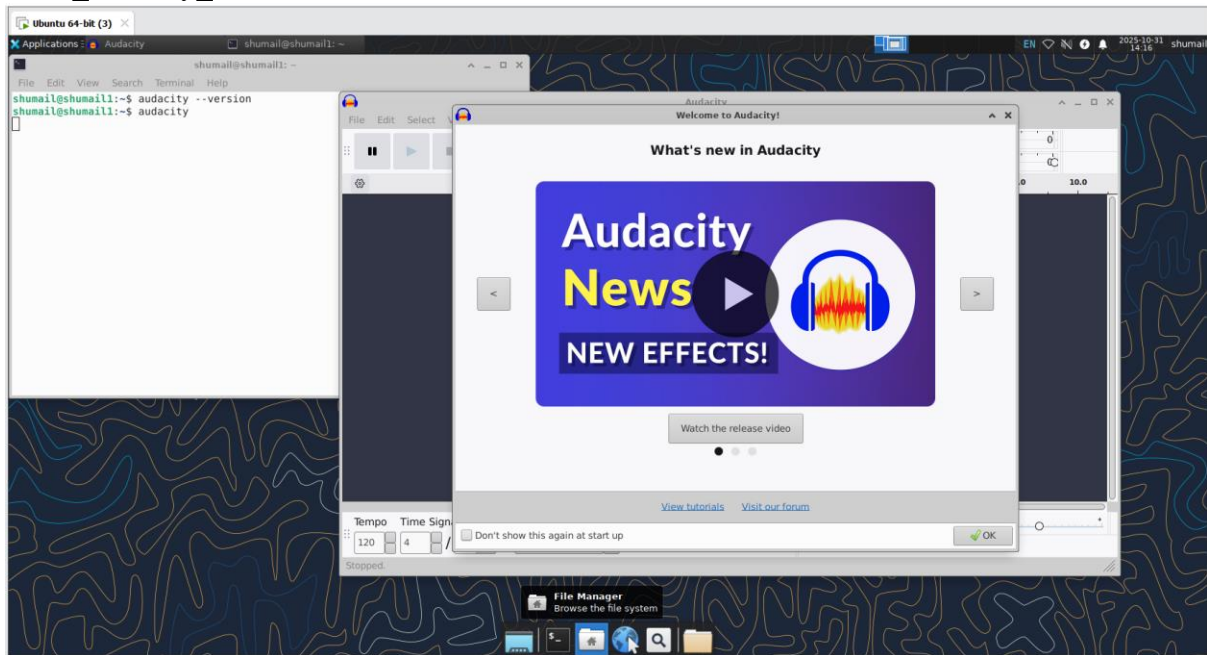 Ubuntu 64-bit (3)
Applications
Audacity
shumail@shumail1: ~
EN
2025-10-31
14:16
shumail
shumail@shumail1: ~
File Edit View Search Terminal Help
shumail@shumail1:~$ audacity --version
shumail@shumail1:~$ audacity
Audacity
File Edit Select
Welcome to Audacity!
What's new in Audacity
0
10.0
Audacity
News
NEW EFFECTS!
<
>
Watch the release video
View tutorials Visit our forum
Don't show this again at start up
OK
Tempo Time Sign
120 4 /
Stopped.
File Manager
Browse the file system
$_